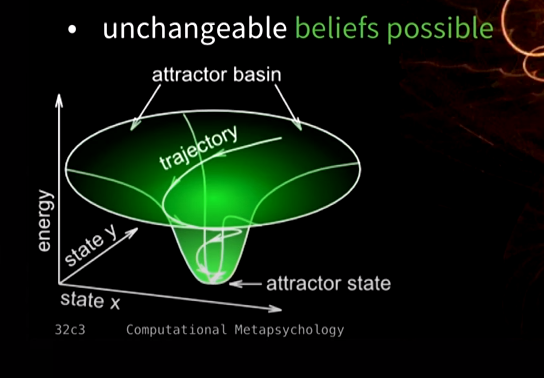 • unchangeable beliefs possible
attractor basin
trajectory
energy
state y
attractor state
state x
32c3 Computational Metapsychology